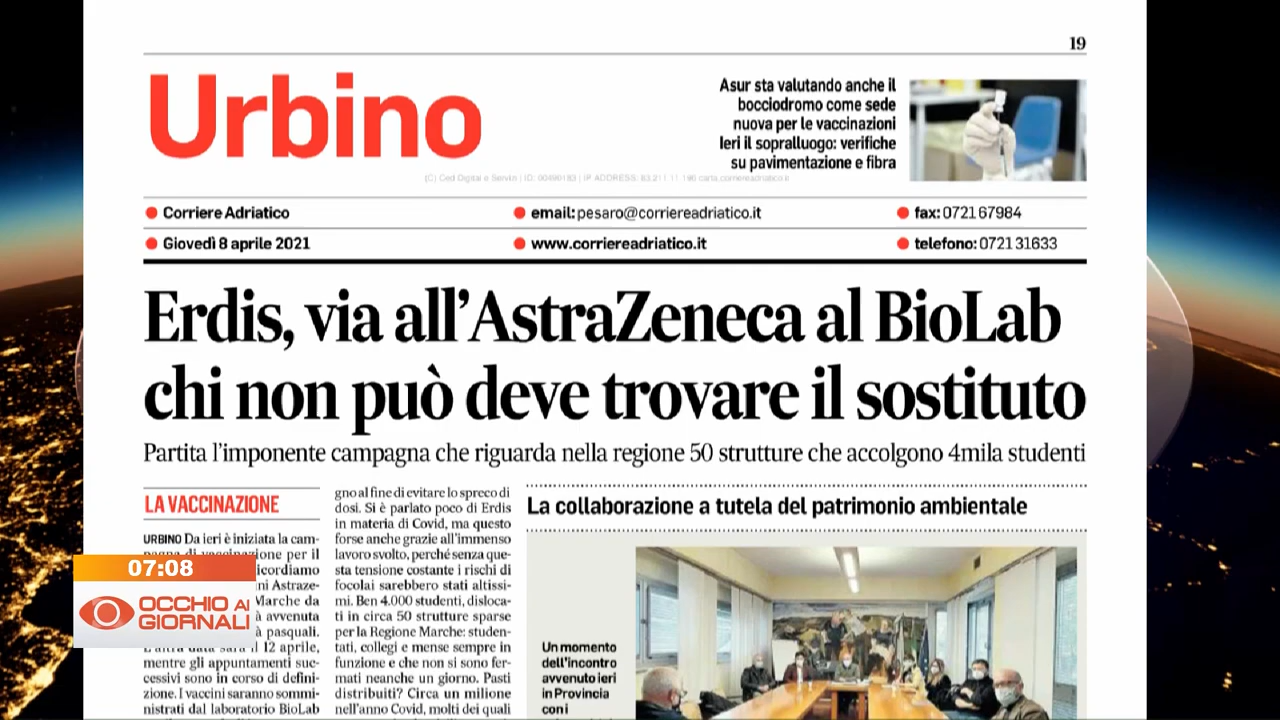 19
Urbino
Asur sta valutando anche il
bocciodromo come sede
nuova per le vaccinazioni
Ieri il sopralluogo: verifiche
su pavimentazione e fibra
Corriere Adriatico
email: pesaro@corriereadriatico.it
fax: 0721 67984
Giovedì 8 aprile 2021
www.corriereadriatico.it
telefono: 0721 31633
Erdis, via all'AstraZeneca al BioLab
chi non può deve trovare il sostituto
Partita l'imponente campagna che riguarda nella regione 50 strutture che accolgono 4mila studenti
LA VACCINAZIONE
URBINO Da ieri è iniziata la cam-
zione per il
icordiamo
ni Astraze-
Marche da
à avvenuta
à pasquali.
12 aprile,
mentre gli appuntamenti suc-
cessivi sono in corso di defini-
zione. I vaccini saranno sommi-
nistrati dal laboratorio BioLab
gno al fine di evitare lo spreco di
dosi. Si è parlato poco di Erdis
in materia di Covid, ma questo
forse anche grazie all'immenso
lavoro svolto, perché senza que-
sta tensione costante i rischi di
focolai sarebbero stati altissi-
mi. Ben 4.000 studenti, disloca-
ti in circa 50 strutture sparse
per la Regione Marche: studen-
tati, collegi e mense sempre in
funzione e che non si sono fer-
mati neanche un giorno. Pasti
distribuiti? Circa un milione
nell'anno Covid, molti dei quali
La collaborazione a tutela del patrimonio ambientale
Un momento
dell'incontro
avvenuto ieri
in Provincia
con i
07:08
OCCHIO AI
GIORNALI